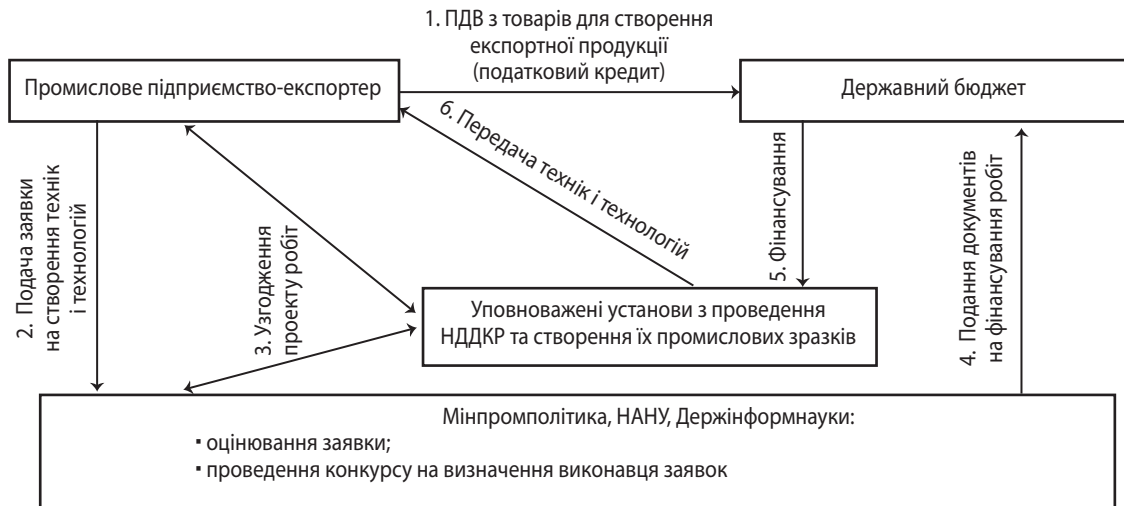 1. ПДВ з товарів для створення
експортної продукції
(податковий кредит)
Промислове підприємство-експортер
Державний бюджет
6. Передача технік і технологій
2. Подача заявки
на створення технік
і технологій
3. Узгодження
проекту робіт
5. Фінансування
4. Подання документів
на фінансування робіт
Уповноважені установи з проведення
НДДКР та створення їх промислових зразків
Мінпромполітика, НАНУ, Держінформнауки:
▪ оцінювання заявки;
▪ проведення конкурсу на визначення виконавця заявок